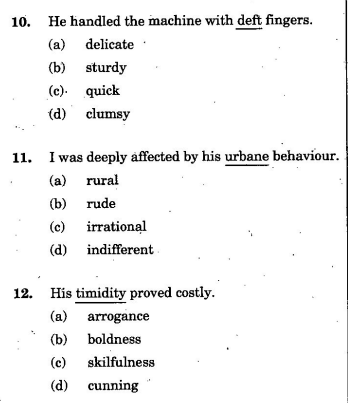 10. He handled the machine with deft fingers.
(a) delicate
(b) sturdy
(c) quick
(d) clumsy
11. I was deeply affected by his urbane behaviour.
(a) rural
(b) rude
(c) irrational
(d) indifferent
12. His timidity proved costly.
(a) arrogance
(b) boldness
(c) skilfulness
(d) cunning